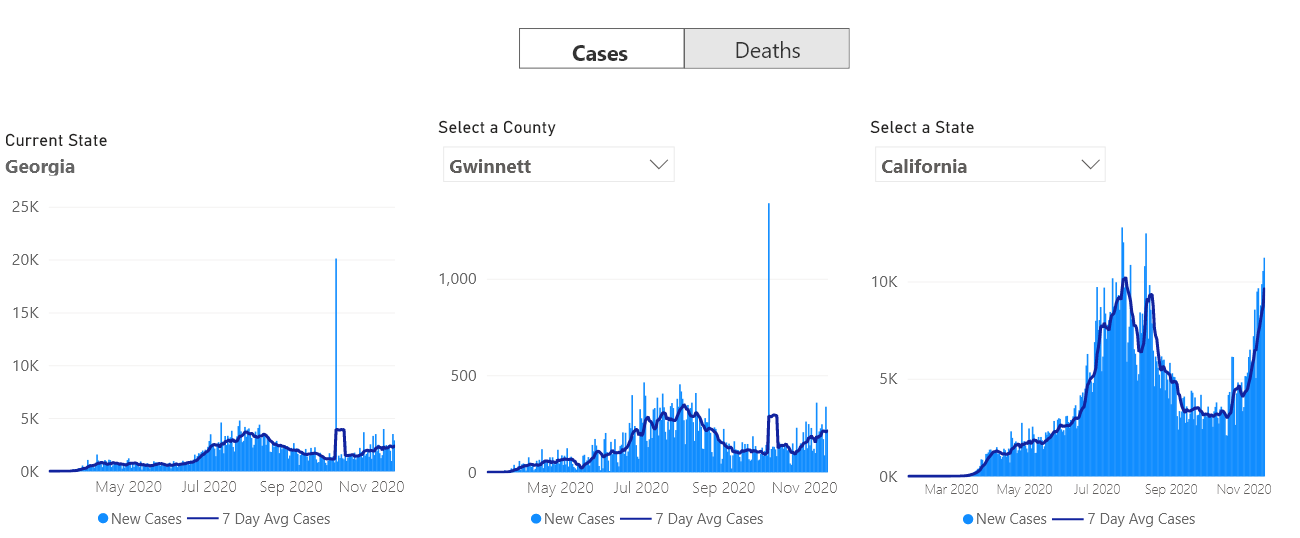 Cases
Deaths
Current State
Georgia
25K
20K
15K
10K
5K
0K
May 2020
Jul 2020
Sep 2020
Nov 2020
New Cases
7 Day Avg Cases
Select a County
Gwinnett
1,000
500
0
May 2020
Jul 2020
Sep 2020
Nov 2020
New Cases
7 Day Avg Cases
Select a State
California
10K
5K
0K
Mar 2020
May 2020
Jul 2020
Sep 2020
Nov 2020
New Cases
7 Day Avg Cases